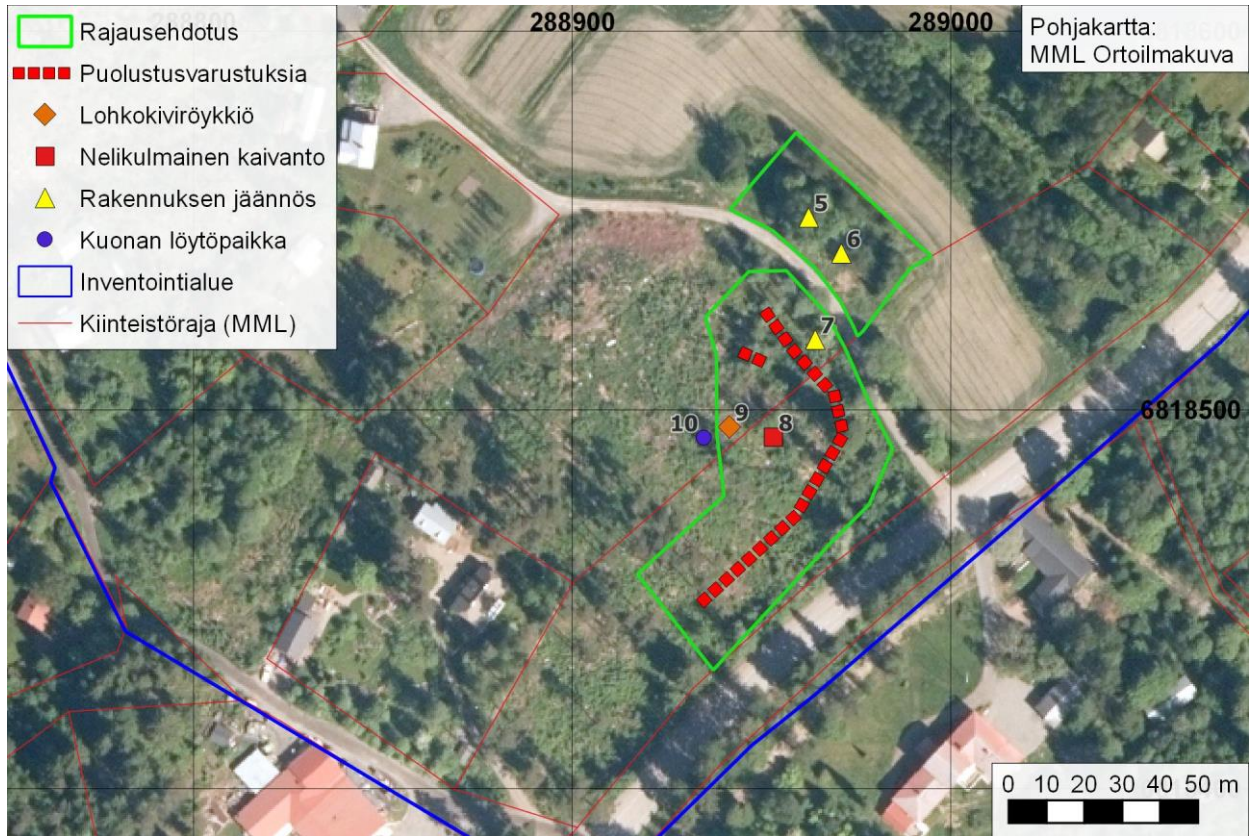 Rajausehdotus
Puolustusvarustuksia
Lohkokiviröykkiö
Nelikulmainen kaivanto
Rakennuksen jäännös
Kuonan löytöpaikka
Inventointialue
Kiinteistöraja (MML)
288900
289000
6818600
Pohjakartta:
MML Ortoilmakuva
5
6
7
6818500
9
10
8
0 10 20 30 40 50 m